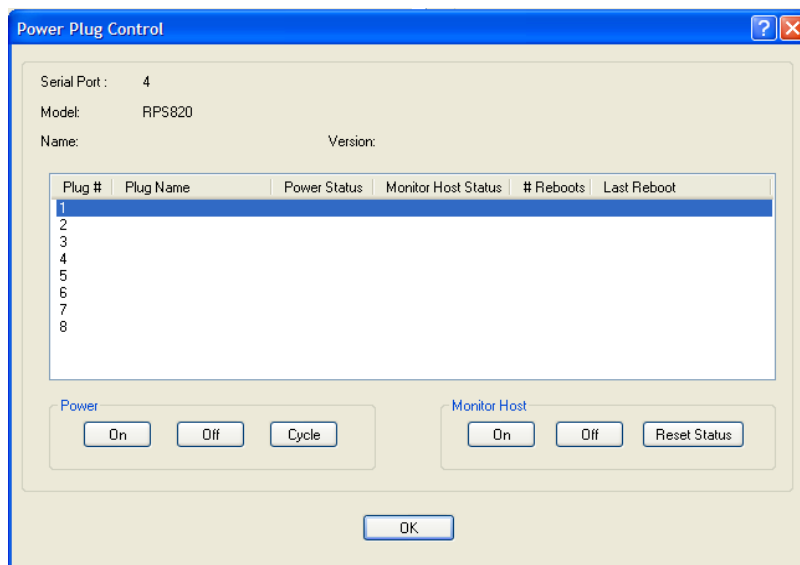 Power Plug Control
Serial Port : 4
Model: RPS820
Name: Version:
Plug # Plug Name Power Status Monitor Host Status # Reboots Last Reboot
1
2
3
4
5
6
7
8
Power Monitor Host
On Off Cycle On Off Reset Status
OK